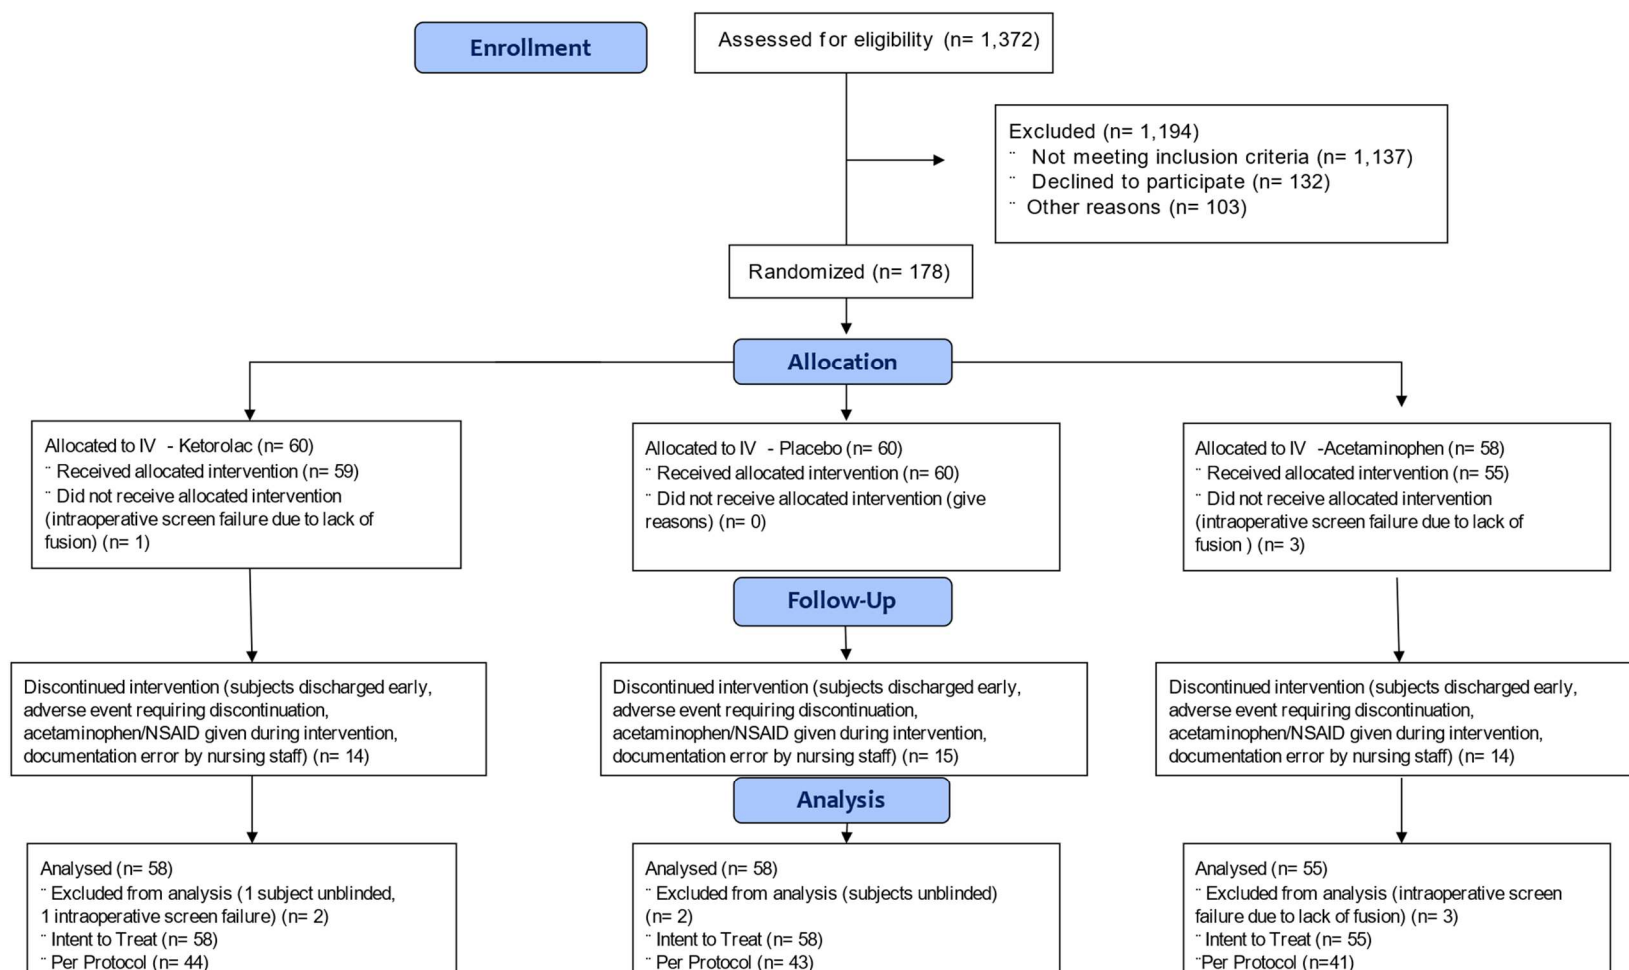 Enrollment
Assessed for eligibility (n= 1,372)
Excluded (n= 1,194)
¨ Not meeting inclusion criteria (n= 1,137)
¨ Declined to participate (n= 132)
¨ Other reasons (n= 103)
Randomized (n= 178)
Allocation
Allocated to IV - Ketorolac (n= 60)
¨ Received allocated intervention (n= 59)
¨ Did not receive allocated intervention
(intraoperative screen failure due to lack of
fusion) (n= 1)
Allocated to IV - Placebo (n= 60)
¨ Received allocated intervention (n= 60)
¨ Did not receive allocated intervention (give
reasons) (n= 0)
Allocated to IV -Acetaminophen (n= 58)
¨ Received allocated intervention (n= 55)
¨ Did not receive allocated intervention
(intraoperative screen failure due to lack of
fusion ) (n= 3)
Follow-Up
Discontinued intervention (subjects discharged early,
adverse event requiring discontinuation,
acetaminophen/NSAID given during intervention,
documentation error by nursing staff) (n= 14)
Discontinued intervention (subjects discharged early,
adverse event requiring discontinuation,
acetaminophen/NSAID given during intervention,
documentation error by nursing staff) (n= 15)
Discontinued intervention (subjects discharged early,
adverse event requiring discontinuation,
acetaminophen/NSAID given during intervention,
documentation error by nursing staff) (n= 14)
Analysis
Analysed (n= 58)
¨ Excluded from analysis (1 subject unblinded,
1 intraoperative screen failure) (n= 2)
¨ Intent to Treat (n= 58)
¨ Per Protocol (n= 44)
Analysed (n= 58)
¨ Excluded from analysis (subjects unblinded)
(n= 2)
¨ Intent to Treat (n= 58)
¨ Per Protocol (n= 43)
Analysed (n= 55)
¨ Excluded from analysis (intraoperative screen
failure due to lack of fusion) (n= 3)
¨ Intent to Treat (n= 55)
¨Per Protocol (n=41)